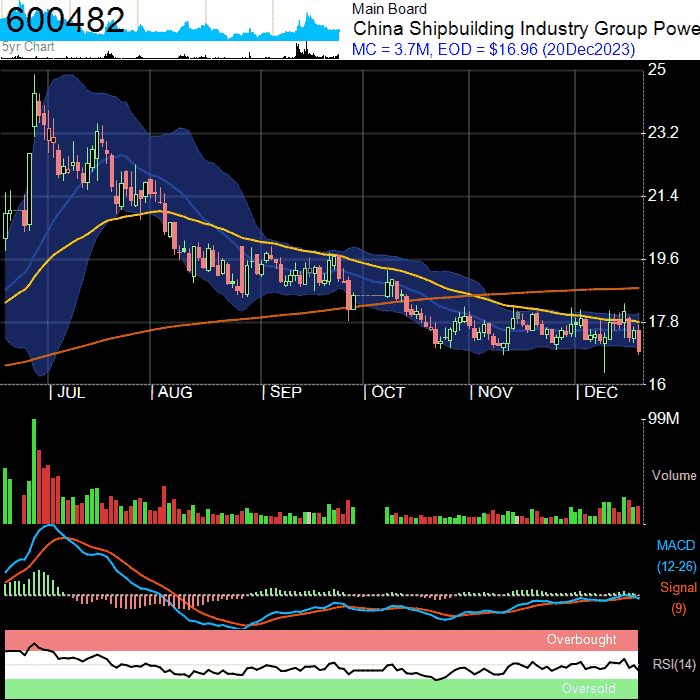 600482
5yr Chart
Main Board
China Shipbuilding Industry Group Powe
MC = 3.7M, EOD = $16.96 (20Dec2023)
25
23.2
21.4
19.6
17.8
16
JUL AUG SEP OCT NOV DEC
99M
Volume
MACD
(12-26)
Signal
(9)
Overbought
RSI(14)
Oversold